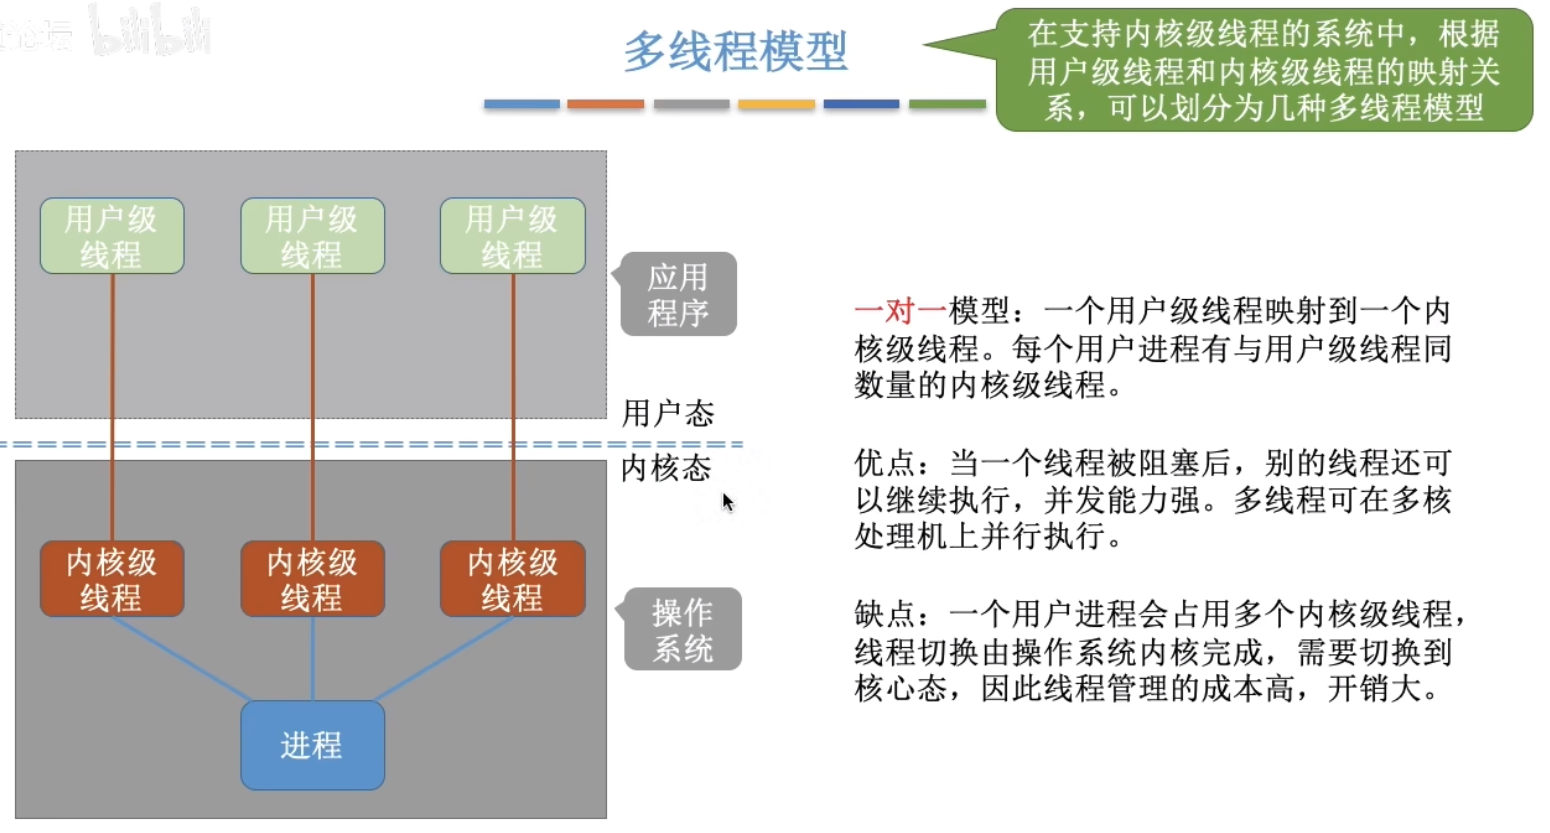 论坛 bilibili
多线程模型
在支持内核级线程的系统中，根据
用户级线程和内核级线程的映射关
系，可以划分为几种多线程模型
用户级
线程
用户级
线程
用户级
线程
应用
程序
用户态
内核态
内核级
线程
内核级
线程
内核级
线程
操作
系统
进程
一对一模型：一个用户级线程映射到一个内
核级线程。每个用户进程有与用户级线程同
数量的内核级线程。
优点：当一个线程被阻塞后，别的线程还可
以继续执行，并发能力强。多线程可在多核
处理机上并行执行。
缺点：一个用户进程会占用多个内核级线程，
线程切换由操作系统内核完成，需要切换到
核心态，因此线程管理的成本高，开销大。